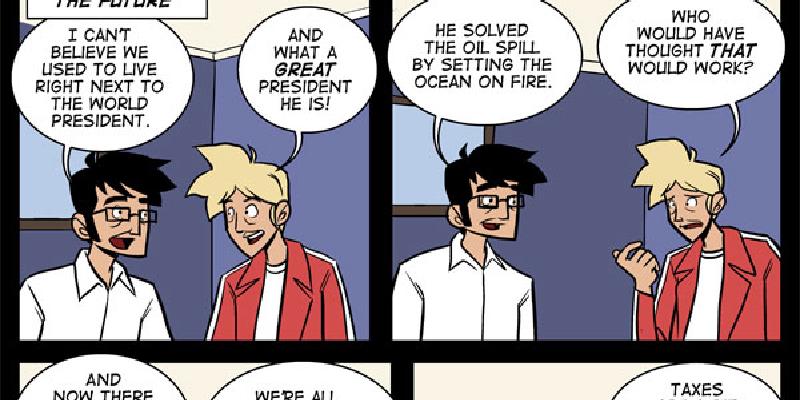 THE FUTURE
I CAN'T
BELIEVE WE
USED TO LIVE
RIGHT NEXT TO
THE WORLD
PRESIDENT.
AND
WHAT A
GREAT
PRESIDENT
HE IS!
HE SOLVED
THE OIL SPILL
BY SETTING THE
OCEAN ON FIRE.
WHO
WOULD HAVE
THOUGHT THAT
WOULD WORK?
AND
NOW THERE
WE'RE ALL
TAXES